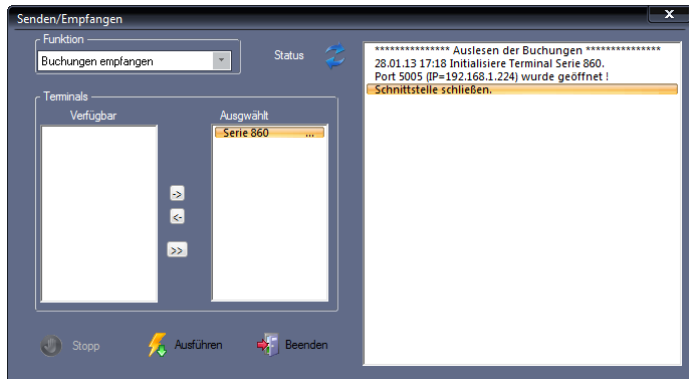 Senden/Empfangen
x
Funktion
Buchungen empfangen
Status
Terminals
Verfügbar
Ausgwählt
Serie 860 ...
->
<-
>>
Stopp
Ausführen
Beenden
*************** Auslesen der Buchungen ***************
28.01.13 17:18 Initialisiere Terminal Serie 860.
Port 5005 (IP=192.168.1.224) wurde geöffnet !
Schnittstelle schließen.